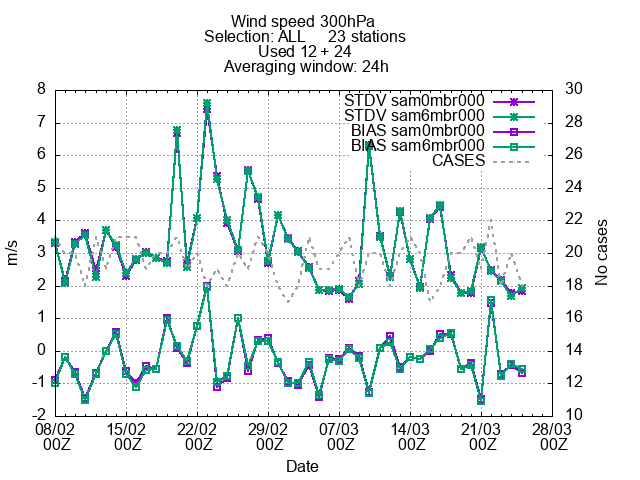 Wind speed 300hPa
Selection: ALL 23 stations
Used 12 + 24
Averaging window: 24h
STDV sam0mbr000
STDV sam6mbr000
BIAS sam0mbr000
BIAS sam6mbr000
CASES
8
7
6
5
4
3
2
1
0
-1
-2
m/s
30
28
26
24
22
20
18
16
14
12
10
No cases
08/02 15/02 22/02 29/02 07/03 14/03 21/03 28/03
00Z 00Z 00Z 00Z 00Z 00Z 00Z 00Z
Date